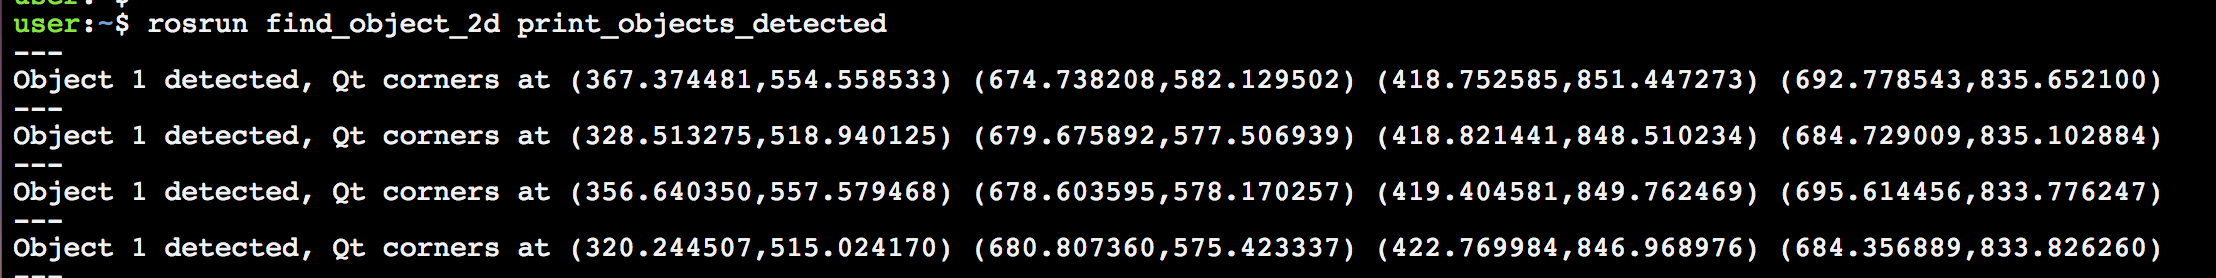 user:~$
user:~$ rosrun find_object_2d print_objects_detected
---
Object 1 detected, Qt corners at (367.374481,554.558533) (674.738208,582.129502) (418.752585,851.447273) (692.778543,835.652100)
---
Object 1 detected, Qt corners at (328.513275,518.940125) (679.675892,577.506939) (418.821441,848.510234) (684.729009,835.102884)
---
Object 1 detected, Qt corners at (356.640350,557.579468) (678.603595,578.170257) (419.404581,849.762469) (695.614456,833.776247)
---
Object 1 detected, Qt corners at (320.244507,515.024170) (680.807360,575.423337) (422.769984,846.968976) (684.356889,833.826260)
---